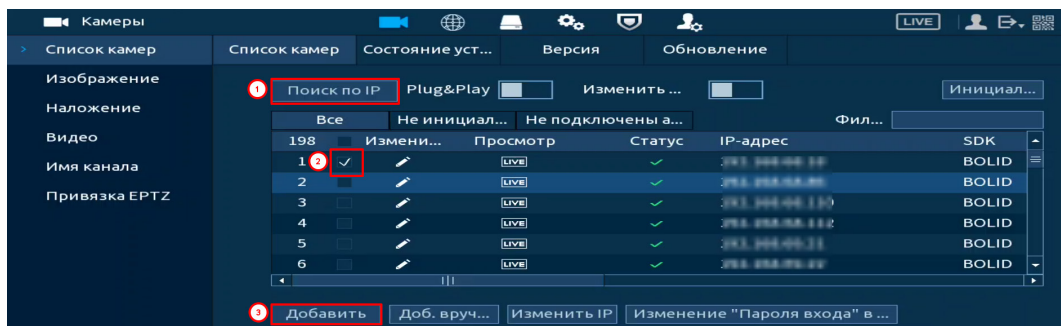 Камеры LIVE
Список камер Список камер Состояние уст... Версия Обновление
Изображение
1 Поиск по IP Plug&Play Изменить ... Инициал...
Наложение
Все Не инициал... Не подключены а... Фил...
Видео
198 Измени... Просмотр Статус IP-адрес SDK
Имя канала
1 2 LIVE BOLID
2 LIVE BOLID
Привязка EPTZ
3 LIVE BOLID
4 LIVE BOLID
5 LIVE BOLID
6 LIVE BOLID
3 Добавить Доб. вруч... Изменить IP Изменение "Пароля входа" в ...